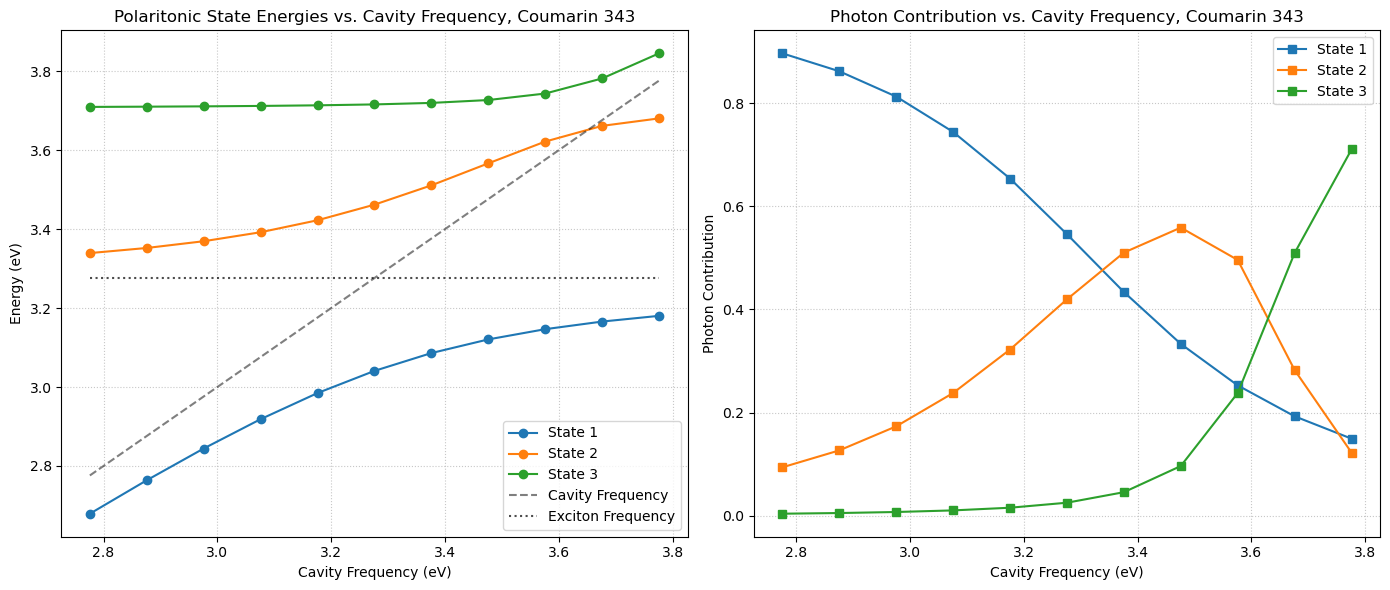 Polaritonic State Energies vs. Cavity Frequency, Coumarin 343
Energy (eV)
3.8
3.6
3.4
3.2
3.0
2.8
2.8 3.0 3.2 3.4 3.6 3.8
Cavity Frequency (eV)
State 1
State 2
State 3
Cavity Frequency
Exciton Frequency
Photon Contribution vs. Cavity Frequency, Coumarin 343
Photon Contribution
0.8
0.6
0.4
0.2
0.0
2.8 3.0 3.2 3.4 3.6 3.8
Cavity Frequency (eV)
State 1
State 2
State 3